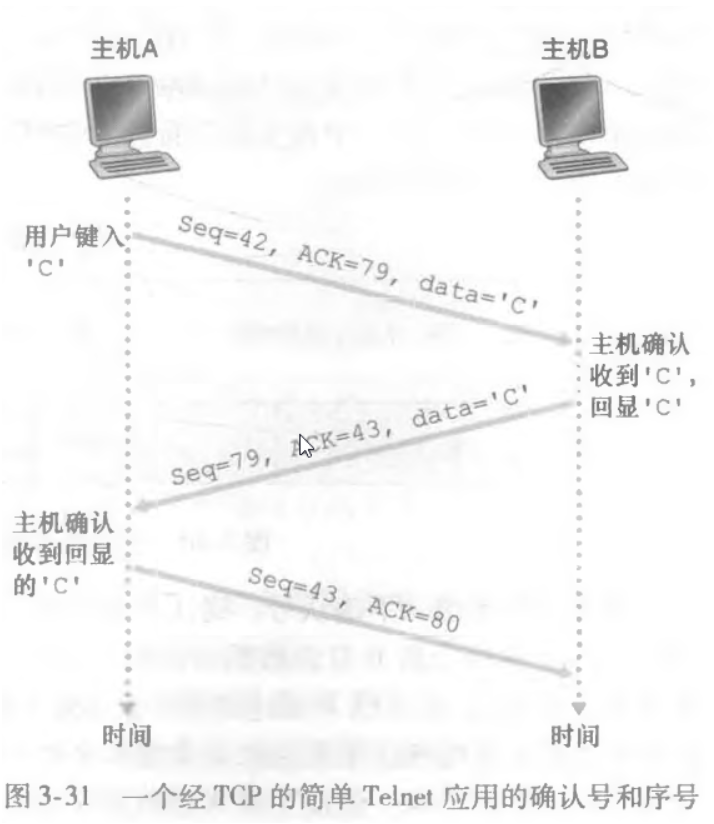 主机A
主机B
用户键入
'C'
Seq=42, ACK=79, data='C'
主机确认
收到'C',
回显'C'
Seq=79, ACK=43, data='C'
主机确认
收到回显
的'C'
Seq=43, ACK=80
时间
时间
图 3-31 一个经 TCP 的简单 Telnet 应用的确认号和序号